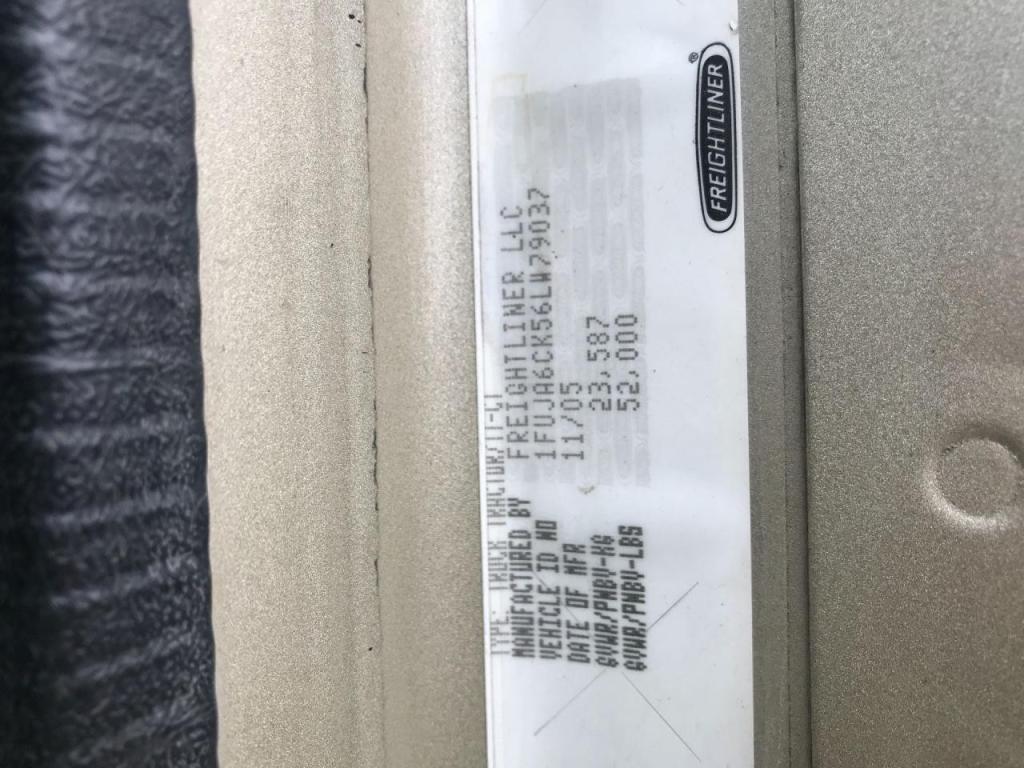 TYPE: TRUCK TRACTOR/TT-CT
MANUFACTURED BY FREIGHTLINER LLC
VEHICLE ID NO 1FUJA6CK56LW79037
DATE OF MFR 11/05
GVWR/PNBV-KG 23,587
GVWR/PNBV-LBS 52,000
FREIGHTLINER®